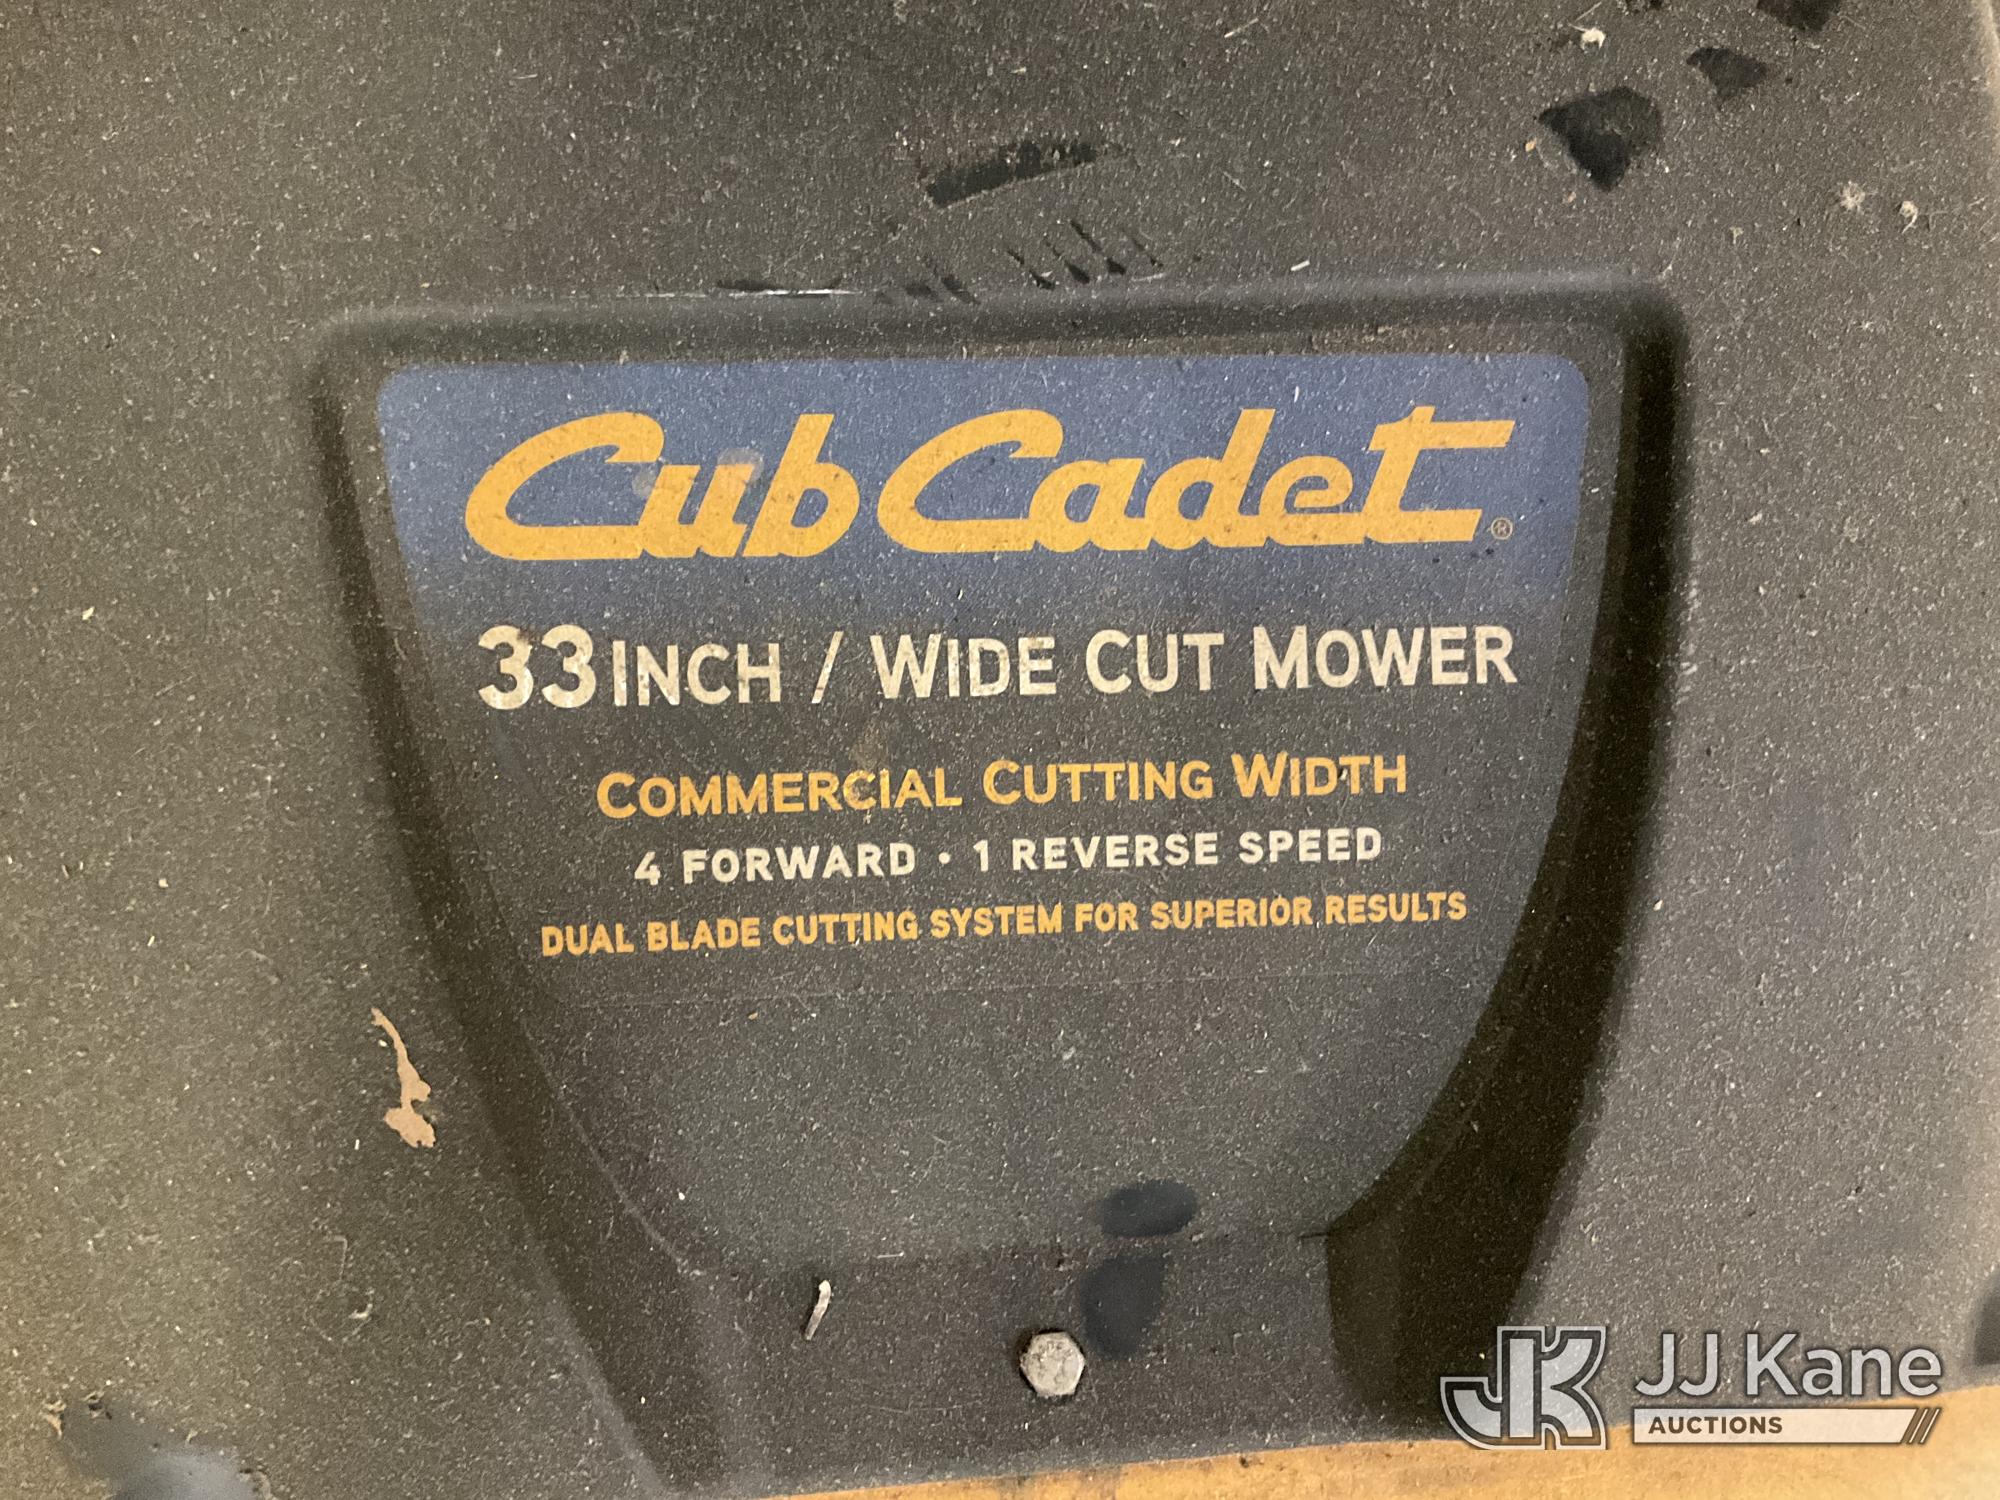 Cub Cadet®
33 INCH / WIDE CUT MOWER
COMMERCIAL CUTTING WIDTH
4 FORWARD • 1 REVERSE SPEED
DUAL BLADE CUTTING SYSTEM FOR SUPERIOR RESULTS
JK JJ Kane
AUCTIONS